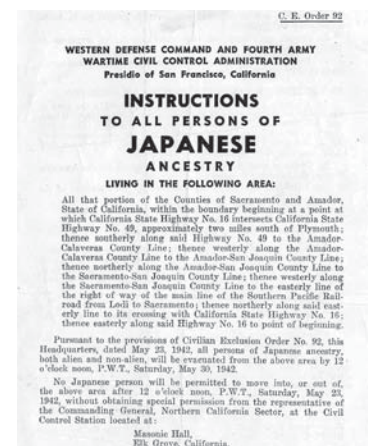 C. E. Order 92
WESTERN DEFENSE COMMAND AND FOURTH ARMY
WARTIME CIVIL CONTROL ADMINISTRATION
Presidio of San Francisco, California
INSTRUCTIONS
TO ALL PERSONS OF
JAPANESE
ANCESTRY
LIVING IN THE FOLLOWING AREA:
All that portion of the Counties of Sacramento and Amador,
State of California, within the boundary beginning at a point at
which California State Highway No. 16 intersects California State
Highway No. 49, approximately two miles south of Plymouth;
thence southerly along said Highway No. 49 to the Amador-
Calaveras County Line; thence westerly along the Amador-
Calaveras County Line to the Amador-San Joaquin County Line;
thence northerly along the Amador-San Joaquin County Line to
the Sacramento-San Joaquin County Line; thence westerly along
the Sacramento-San Joaquin County Line to the easterly line of
the right of way of the main line of the Southern Pacific Rail-
road from Lodi to Sacramento; thence northerly along said east-
erly line to its crossing with California State Highway No. 16;
thence easterly along said Highway No. 16 to point of beginning.
Pursuant to the provisions of Civilian Exclusion Order No. 92, this
Headquarters, dated May 23, 1942, all persons of Japanese ancestry,
both alien and non-alien, will be evacuated from the above area by 12
o'clock noon, P.W.T., Saturday, May 30, 1942.
No Japanese person will be permitted to move into, or out of,
the above area after 12 o'clock noon, P.W.T., Saturday, May 23,
1942, without obtaining special permission from the representative of
the Commanding General, Northern California Sector, at the Civil
Control Station located at:
Masonic Hall,
Elk Grove, California.